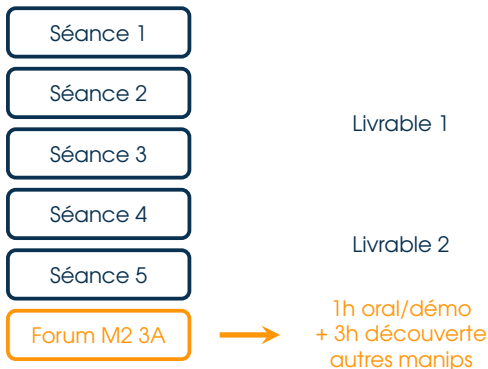 Séance 1
Séance 2
Livrable 1
Séance 3
Séance 4
Livrable 2
Séance 5
Forum M2 3A
1h oral/démo
+ 3h découverte
autres manips